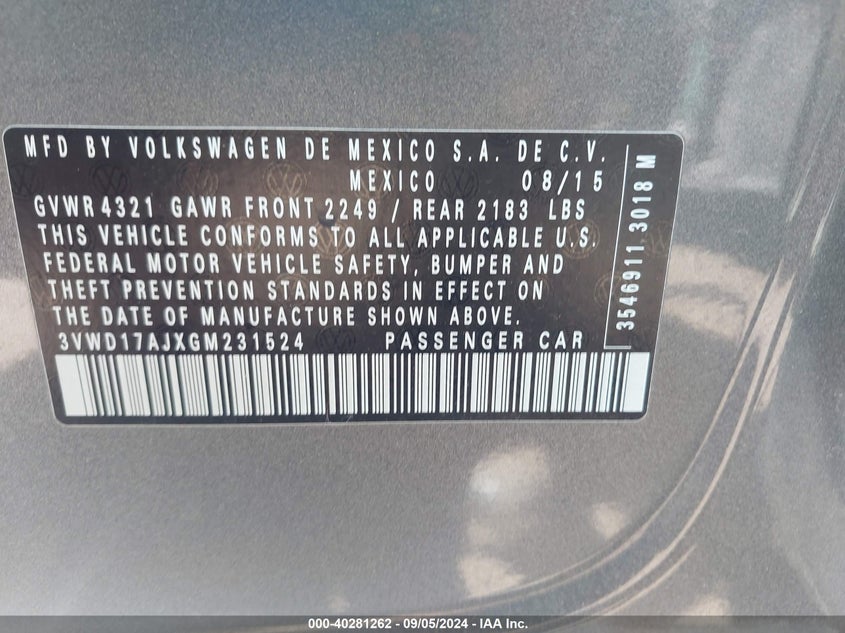 MFD BY VOLKSWAGEN DE MEXICO S.A. DE C.V.
MEXICO 08/15
GVWR 4321 GAWR FRONT 2249 / REAR 2183 LBS
THIS VEHICLE CONFORMS TO ALL APPLICABLE U.S.
FEDERAL MOTOR VEHICLE SAFETY, BUMPER AND
THEFT PREVENTION STANDARDS IN EFFECT ON
THE DATE OF MANUFACTURE SHOWN ABOVE.
3VWD17AJXGM231524 PASSENGER CAR
3546911 3018 M
000-40281262 - 09/05/2024 - IAA Inc.